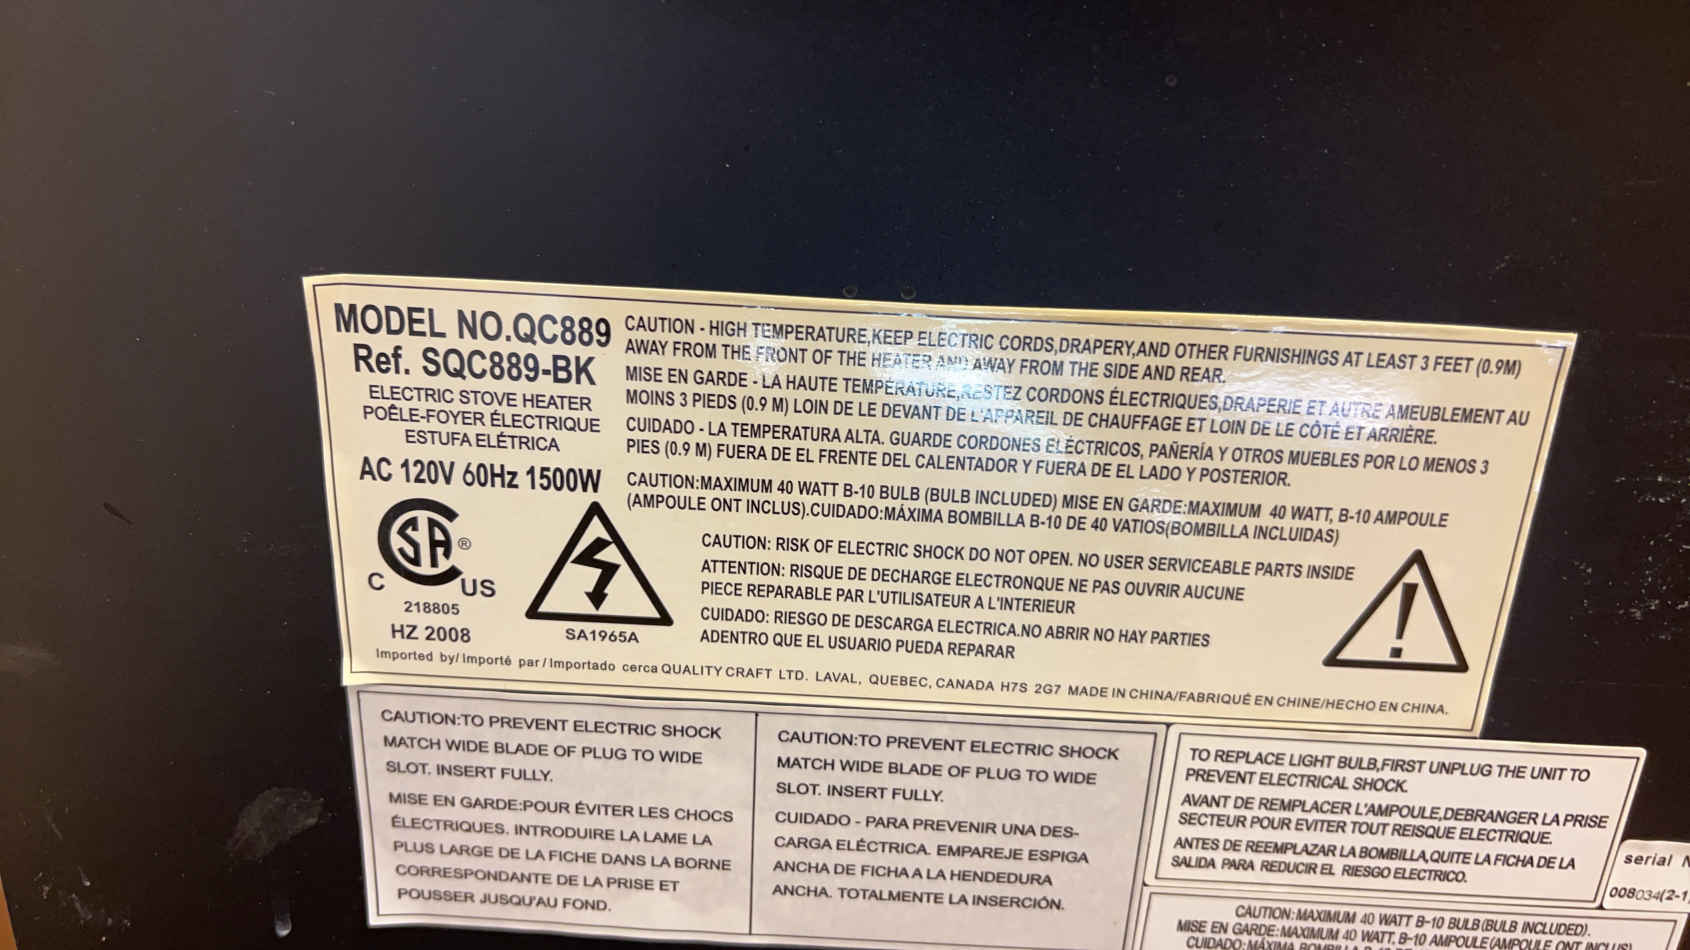 MODEL NO.QC889
Ref. SQC889-BK
ELECTRIC STOVE HEATER
POÊLE-FOYER ÉLECTRIQUE
ESTUFA ELÉTRICA
AC 120V 60Hz 1500W
CSA®
C US
218805
HZ 2008
SA1965A
CAUTION - HIGH TEMPERATURE,KEEP ELECTRIC CORDS,DRAPERY,AND OTHER FURNISHINGS AT LEAST 3 FEET (0.9M)
AWAY FROM THE FRONT OF THE HEATER AND AWAY FROM THE SIDE AND REAR.
MISE EN GARDE - LA HAUTE TEMPÉRATURE,RESTEZ CORDONS ÉLECTRIQUES,DRAPERIE ET AUTRE AMEUBLEMENT AU
MOINS 3 PIEDS (0.9 M) LOIN DE LE DEVANT DE L'APPAREIL DE CHAUFFAGE ET LOIN DE LE CÔTÉ ET ARRIÈRE.
CUIDADO - LA TEMPERATURA ALTA. GUARDE CORDONES ELÉCTRICOS, PAÑERÍA Y OTROS MUEBLES POR LO MENOS 3
PIES (0.9 M) FUERA DE EL FRENTE DEL CALENTADOR Y FUERA DE EL LADO Y POSTERIOR.
CAUTION:MAXIMUM 40 WATT B-10 BULB (BULB INCLUDED) MISE EN GARDE:MAXIMUM 40 WATT, B-10 AMPOULE
(AMPOULE ONT INCLUS).CUIDADO:MÁXIMA BOMBILLA B-10 DE 40 VATIOS(BOMBILLA INCLUIDAS)
CAUTION: RISK OF ELECTRIC SHOCK DO NOT OPEN. NO USER SERVICEABLE PARTS INSIDE
ATTENTION: RISQUE DE DECHARGE ELECTRONQUE NE PAS OUVRIR AUCUNE
PIECE REPARABLE PAR L'UTILISATEUR A L'INTERIEUR
CUIDADO: RIESGO DE DESCARGA ELECTRICA.NO ABRIR NO HAY PARTIES
ADENTRO QUE EL USUARIO PUEDA REPARAR
Imported by/ Importé par / Importado cerca QUALITY CRAFT LTD. LAVAL, QUEBEC, CANADA H7S 2G7 MADE IN CHINA/FABRIQUÉ EN CHINE/HECHO EN CHINA.
CAUTION:TO PREVENT ELECTRIC SHOCK
MATCH WIDE BLADE OF PLUG TO WIDE
SLOT. INSERT FULLY.
MISE EN GARDE:POUR ÉVITER LES CHOCS
ÉLECTRIQUES. INTRODUIRE LA LAME LA
PLUS LARGE DE LA FICHE DANS LA BORNE
CORRESPONDANTE DE LA PRISE ET
POUSSER JUSQU'AU FOND.
CAUTION:TO PREVENT ELECTRIC SHOCK
MATCH WIDE BLADE OF PLUG TO WIDE
SLOT. INSERT FULLY.
CUIDADO - PARA PREVENIR UNA DES-
CARGA ELÉCTRICA. EMPAREJE ESPIGA
ANCHA DE FICHA A LA HENDEDURA
ANCHA. TOTALMENTE LA INSERCIÓN.
TO REPLACE LIGHT BULB,FIRST UNPLUG THE UNIT TO
PREVENT ELECTRICAL SHOCK.
AVANT DE REMPLACER L'AMPOULE,DEBRANGER LA PRISE
SECTEUR POUR EVITER TOUT REISQUE ELECTRIQUE.
ANTES DE REEMPLAZAR LA BOMBILLA,QUITE LA FICHA DE LA
SALIDA PARA REDUCIR EL RIESGO ELECTRICO.
serial N
008034(2-1
CAUTION:MAXIMUM 40 WATT B-10 BULB(BULB INCLUDED).
MISE EN GARDE:MAXIMUM 40 WATT, B-10 AMPOULE(AMPOULE ONT INCLUS)
CUIDADO:MÁXIMA